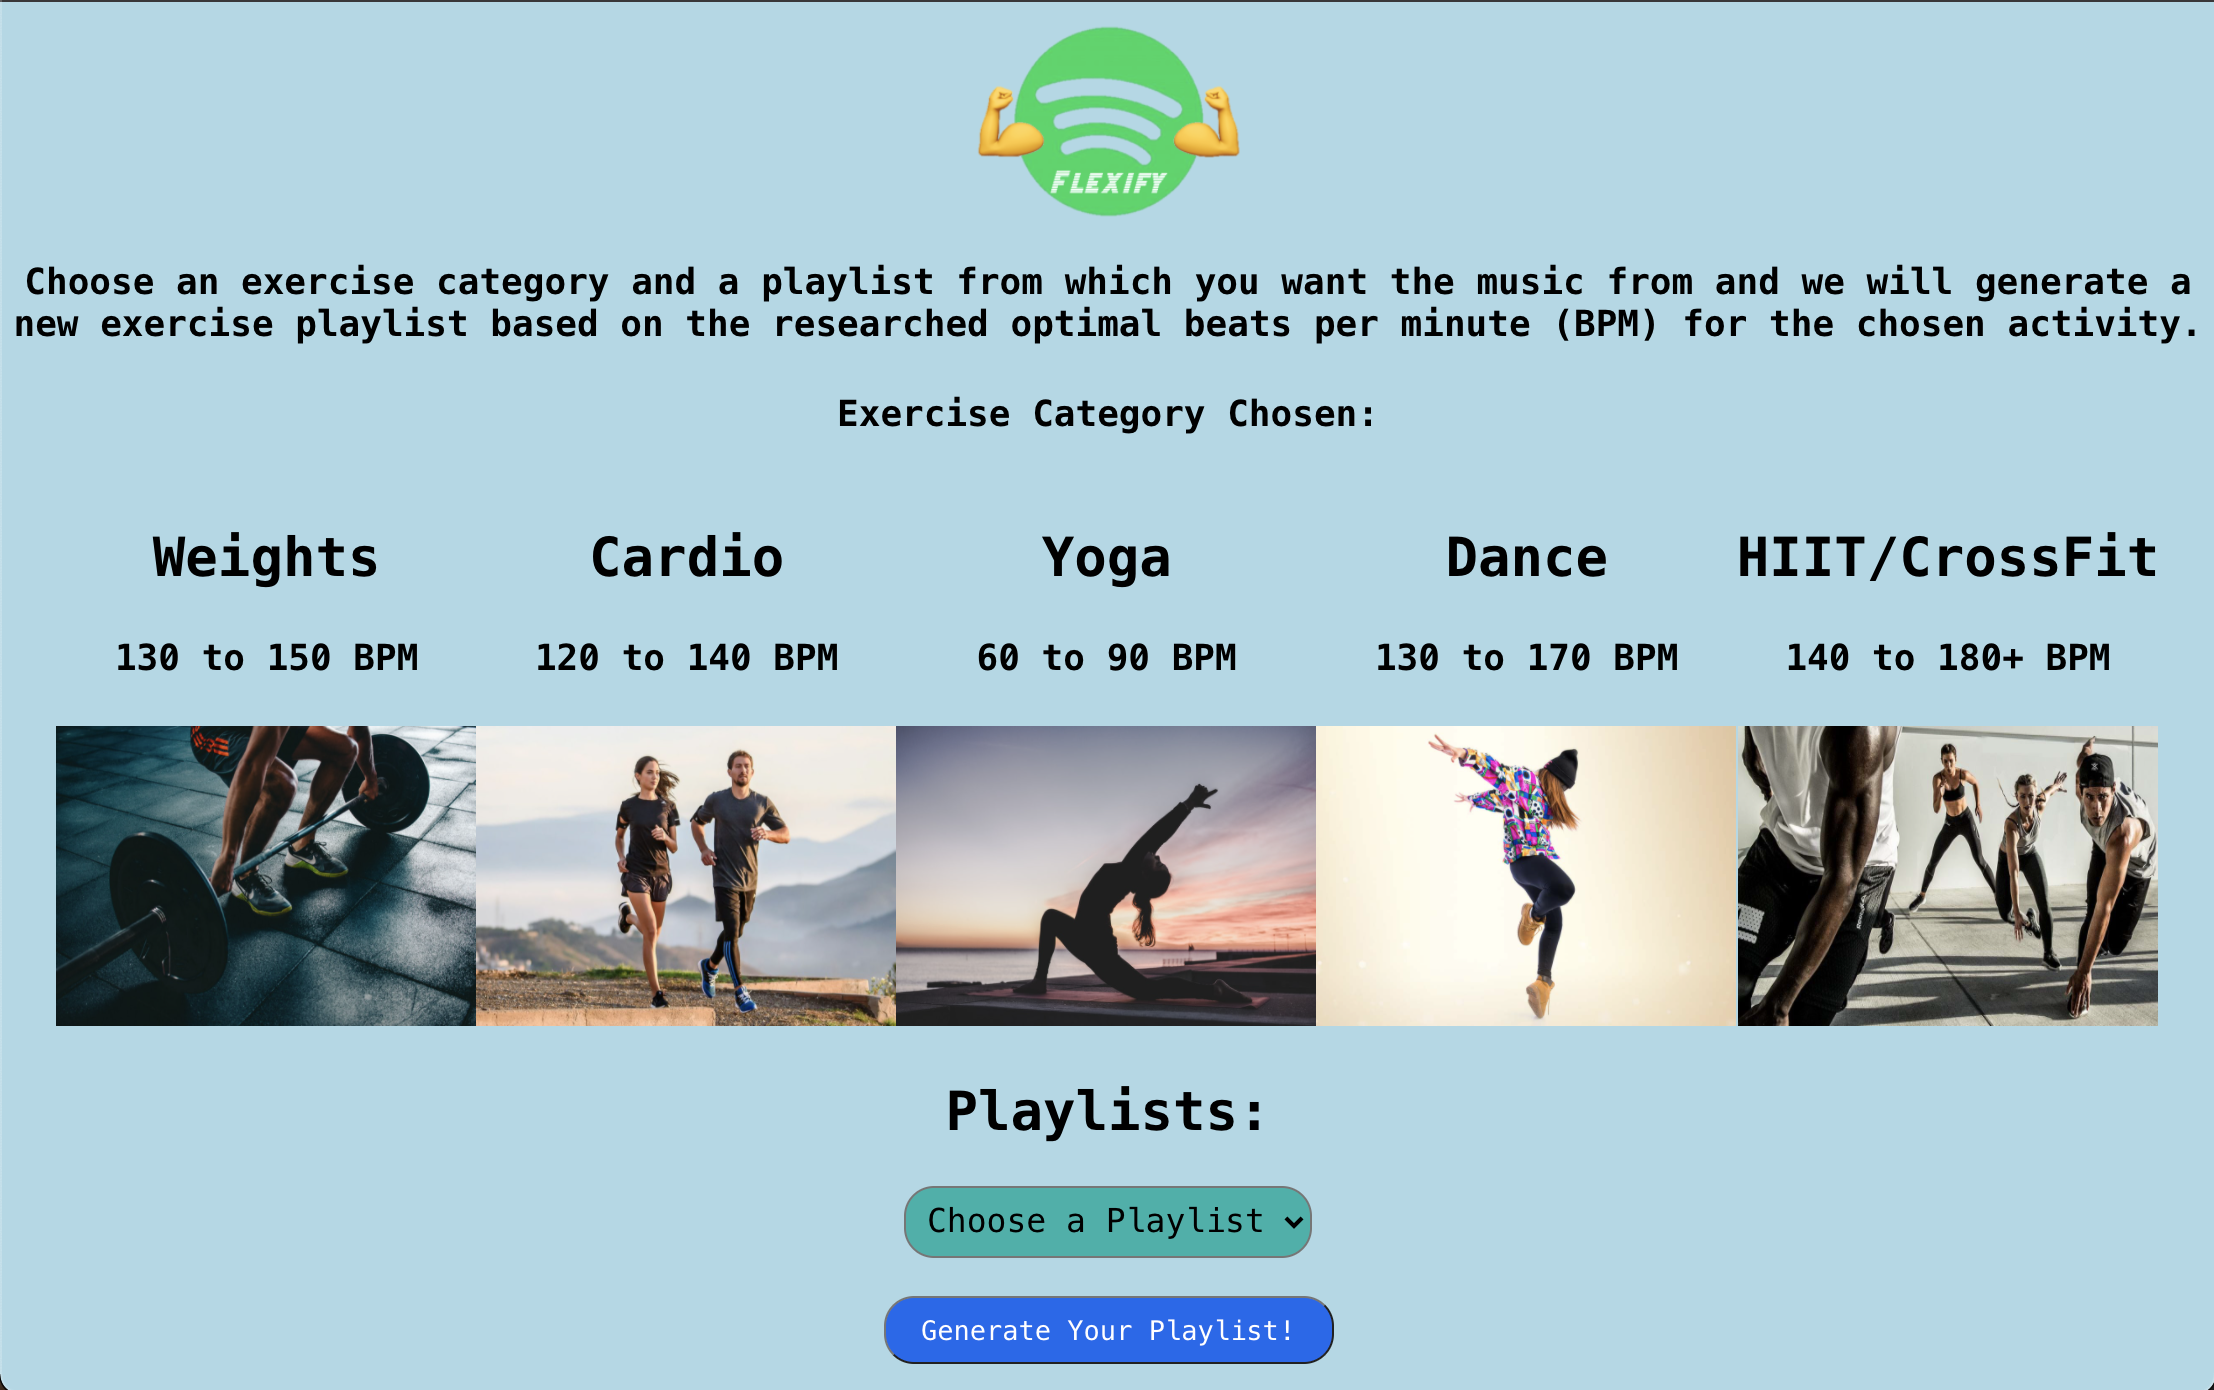 FLEXIFY
Choose an exercise category and a playlist from which you want the music from and we will generate a
new exercise playlist based on the researched optimal beats per minute (BPM) for the chosen activity.
Exercise Category Chosen:
Weights
130 to 150 BPM
Cardio
120 to 140 BPM
Yoga
60 to 90 BPM
Dance
130 to 170 BPM
HIIT/CrossFit
140 to 180+ BPM
Playlists:
Choose a Playlist
Generate Your Playlist!